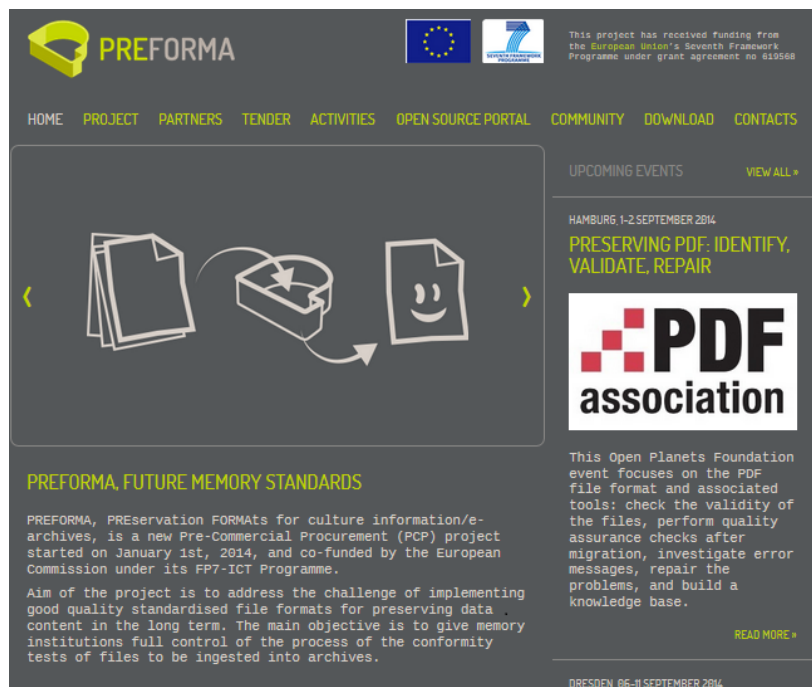 PREFORMA
This project has received funding from
the European Union's Seventh Framework
Programme under grant agreement no 619568
SEVENTH FRAMEWORK
PROGRAMME
HOME PROJECT PARTNERS TENDER ACTIVITIES OPEN SOURCE PORTAL COMMUNITY DOWNLOAD CONTACTS
PREFORMA, FUTURE MEMORY STANDARDS
PREFORMA, PREservation FORMAts for culture information/e-
archives, is a new Pre-Commercial Procurement (PCP) project
started on January 1st, 2014, and co-funded by the European
Commission under its FP7-ICT Programme.
Aim of the project is to address the challenge of implementing
good quality standardised file formats for preserving data
content in the long term. The main objective is to give memory
institutions full control of the process of the conformity
tests of files to be ingested into archives.
UPCOMING EVENTS VIEW ALL »
HAMBURG, 1-2 SEPTEMBER 2014
PRESERVING PDF: IDENTIFY,
VALIDATE, REPAIR
PDF
association
This Open Planets Foundation
event focuses on the PDF
file format and associated
tools: check the validity of
the files, perform quality
assurance checks after
migration, investigate error
messages, repair the
problems, and build a
knowledge base.
READ MORE »
DRESDEN, 06-11 SEPTEMBER 2014